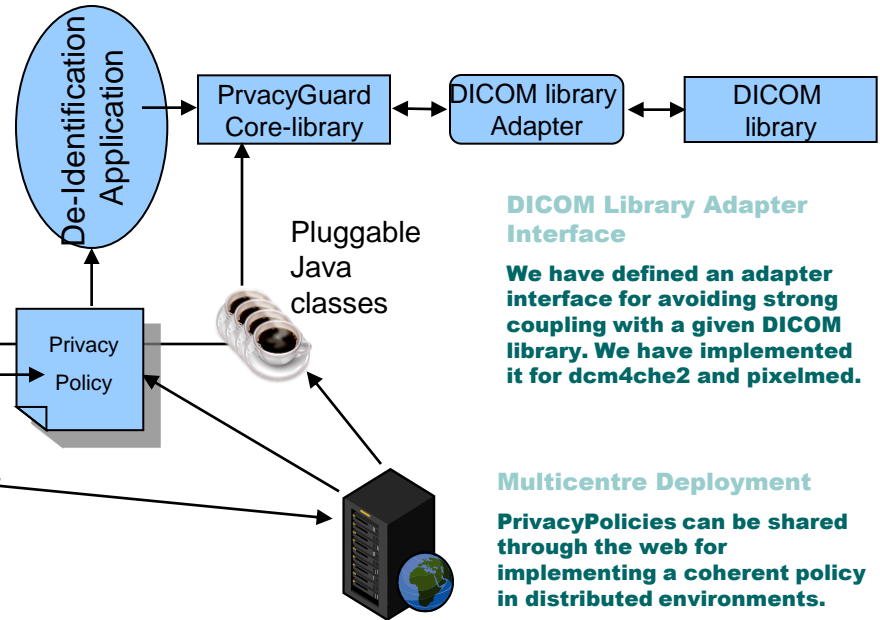 De-Identification
Application
PrvacyGuard
Core-library
DICOM library
Adapter
DICOM
library
Pluggable
Java
classes
Privacy
Policy
DICOM Library Adapter
Interface
We have defined an adapter
interface for avoiding strong
coupling with a given DICOM
library. We have implemented
it for dcm4che2 and pixelmed.
Multicentre Deployment
PrivacyPolicies can be shared
through the web for
implementing a coherent policy
in distributed environments.